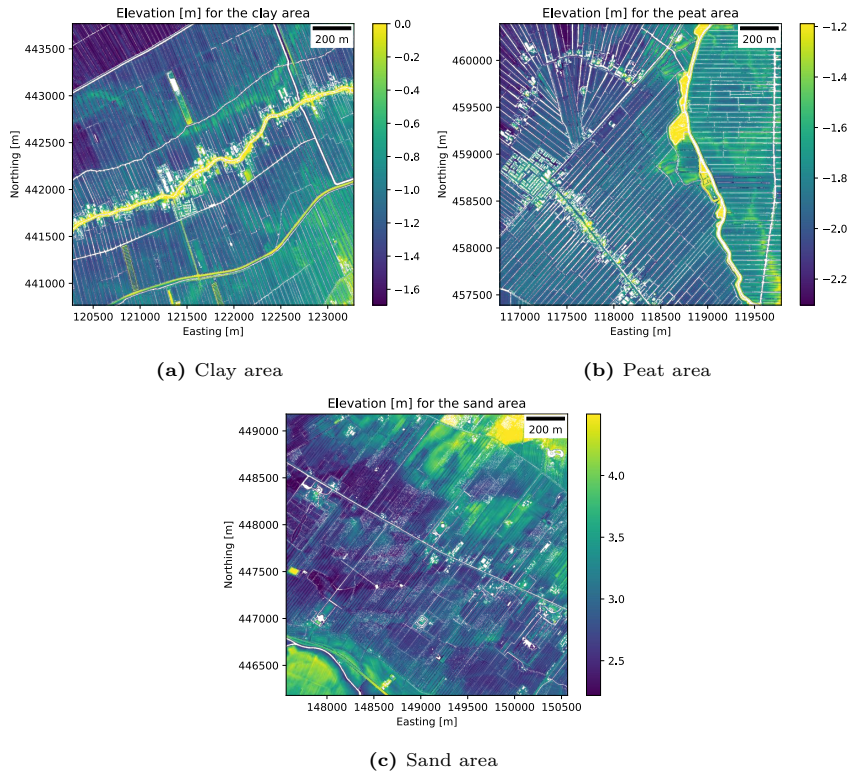 Elevation [m] for the clay area
200 m
443500
443000
442500
442000
441500
441000
Northing [m]
120500 121000 121500 122000 122500 123000
Easting [m]
0.0
−0.2
−0.4
−0.6
−0.8
−1.0
−1.2
−1.4
−1.6
(a) Clay area
Elevation [m] for the peat area
200 m
460000
459500
459000
458500
458000
457500
Northing [m]
117000 117500 118000 118500 119000 119500
Easting [m]
−1.2
−1.4
−1.6
−1.8
−2.0
−2.2
(b) Peat area
Elevation [m] for the sand area
200 m
449000
448500
448000
447500
447000
446500
Northing [m]
148000 148500 149000 149500 150000 150500
Easting [m]
4.0
3.5
3.0
2.5
(c) Sand area